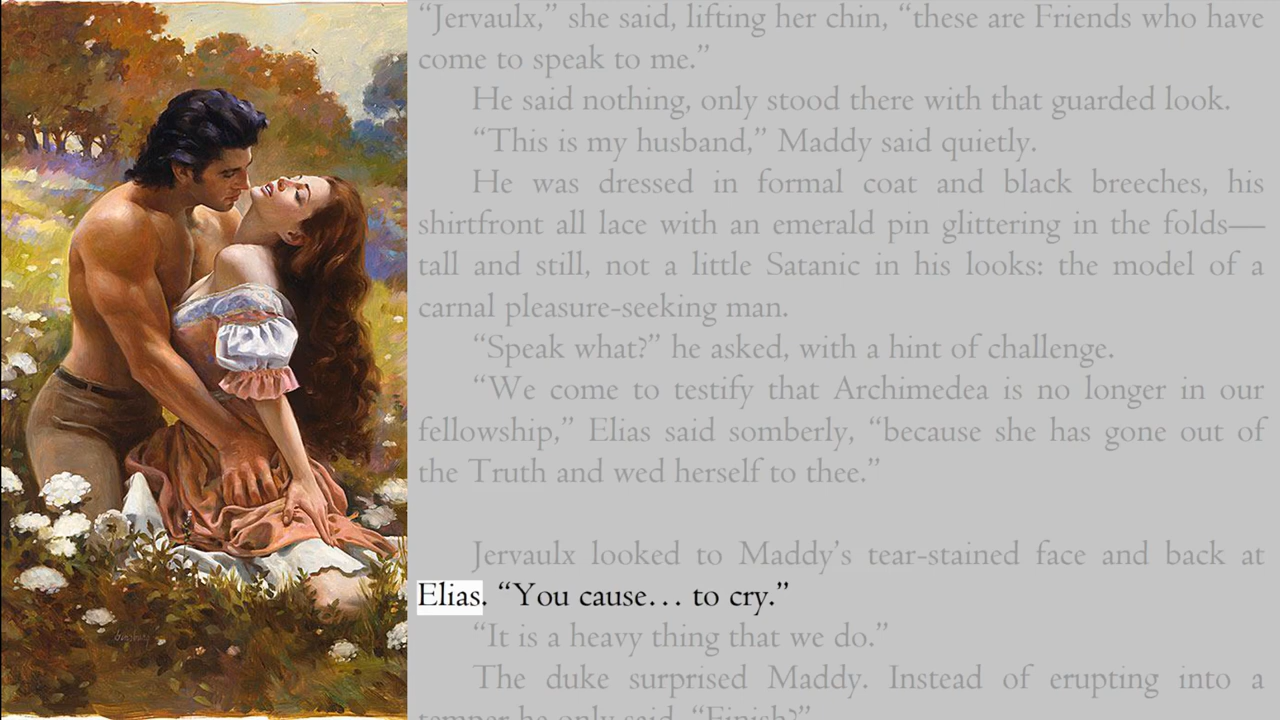 “Jervaulx,” she said, lifting her chin, “these are Friends who have
come to speak to me.”
He said nothing, only stood there with that guarded look.
“This is my husband,” Maddy said quietly.
He was dressed in formal coat and black breeches, his
shirtfront all lace with an emerald pin glittering in the folds—
tall and still, not a little Satanic in his looks: the model of a
carnal pleasure-seeking man.
“Speak what?” he asked, with a hint of challenge.
“We come to testify that Archimedea is no longer in our
fellowship,” Elias said somberly, “because she has gone out of
the Truth and wed herself to thee.”
Jervaulx looked to Maddy’s tear-stained face and back at
Elias. “You cause… to cry.”
“It is a heavy thing that we do.”
The duke surprised Maddy. Instead of erupting into a
temper he only said, “Finish?”